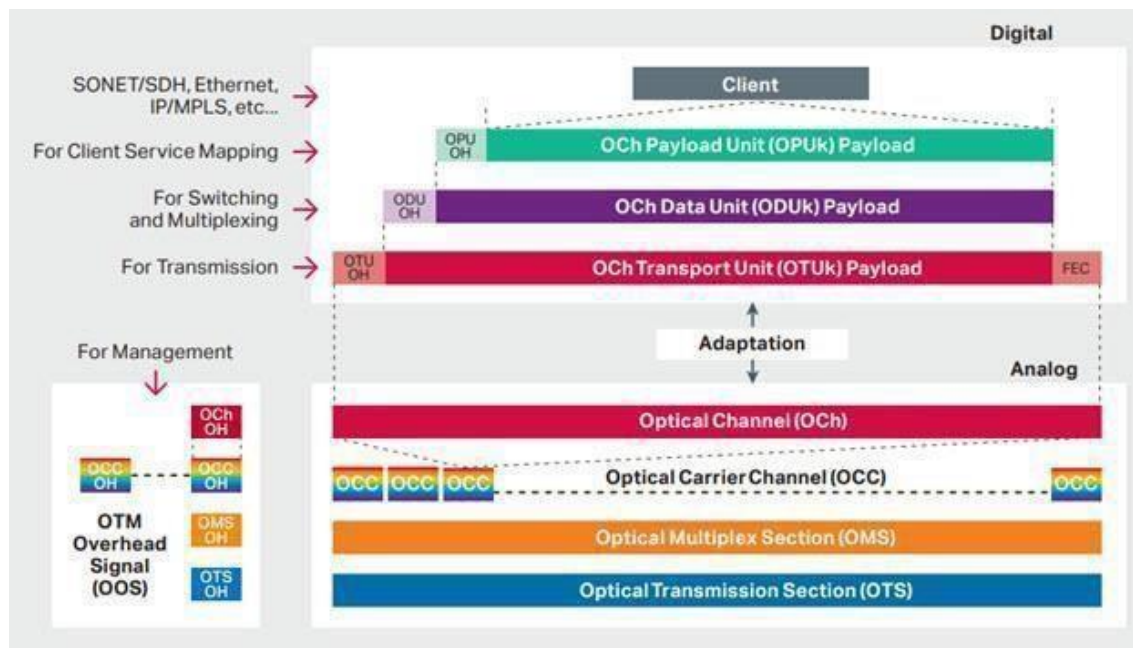 Digital
SONET/SDH, Ethernet,
IP/MPLS, etc...
Client
For Client Service Mapping
OPU
OH
OCh Payload Unit (OPUk) Payload
For Switching
and Multiplexing
ODU
OH
OCh Data Unit (ODUk) Payload
For Transmission
OTU
OH
OCh Transport Unit (OTUk) Payload
FEC
Adaptation
For Management
Analog
OCh
OH
Optical Channel (OCh)
OCC
OH
OCC
OH
OCC
OCC
OCC
Optical Carrier Channel (OCC)
OCC
OTM
Overhead
Signal
(OOS)
OMS
OH
Optical Multiplex Section (OMS)
OTS
OH
Optical Transmission Section (OTS)